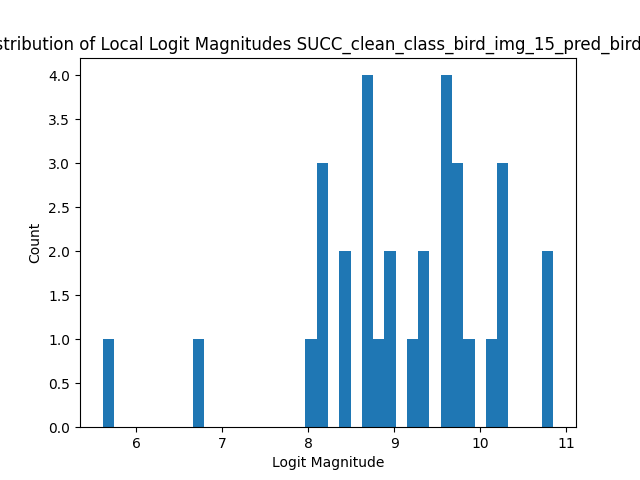 stribution of Local Logit Magnitudes SUCC_clean_class_bird_img_15_pred_bird
4.0
3.5
3.0
2.5
2.0
1.5
1.0
0.5
0.0
Count
6 7 8 9 10 11
Logit Magnitude